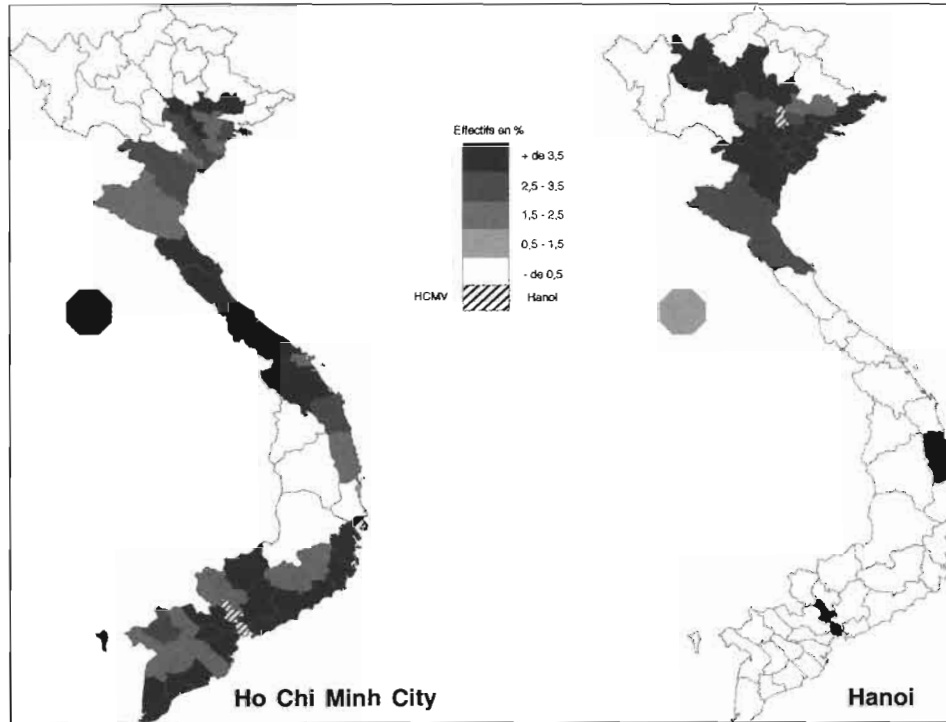 Effectifs en %
+ de 3,5
2,5 - 3,5
1,5 - 2,5
0,5 - 1,5
- de 0,5
HCMV
Hanoi
Ho Chi Minh City
Hanoi